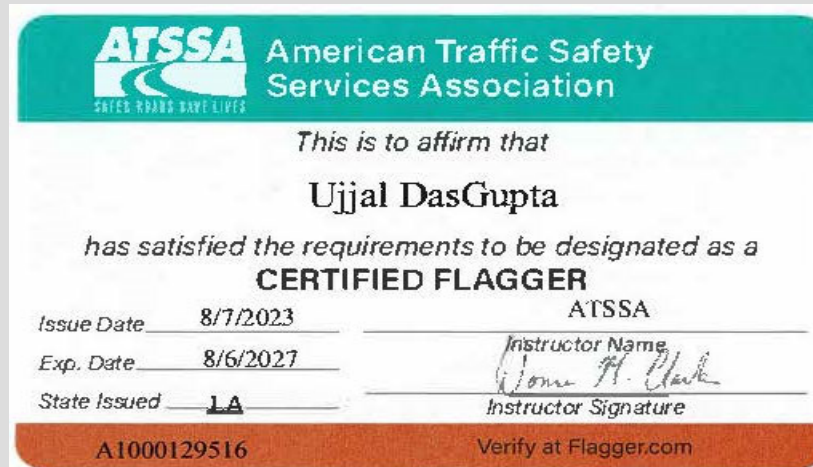 ATSSA
SAFER ROADS SAVE LIVES
American Traffic Safety
Services Association
This is to affirm that
Ujjal DasGupta
has satisfied the requirements to be designated as a
CERTIFIED FLAGGER
Issue Date 8/7/2023
ATSSA
Instructor Name
Exp. Date 8/6/2027
Donna M. Clark
State Issued LA
Instructor Signature
A1000129516
Verify at Flagger.com